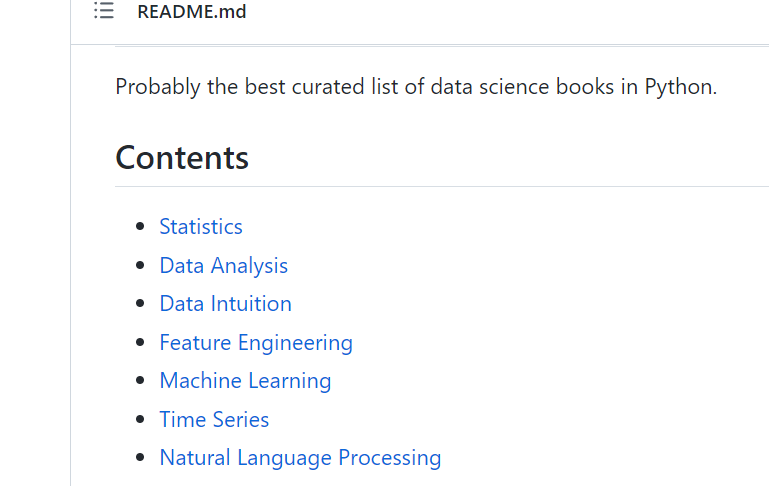 README.md
Probably the best curated list of data science books in Python.
Contents
Statistics
Data Analysis
Data Intuition
Feature Engineering
Machine Learning
Time Series
Natural Language Processing